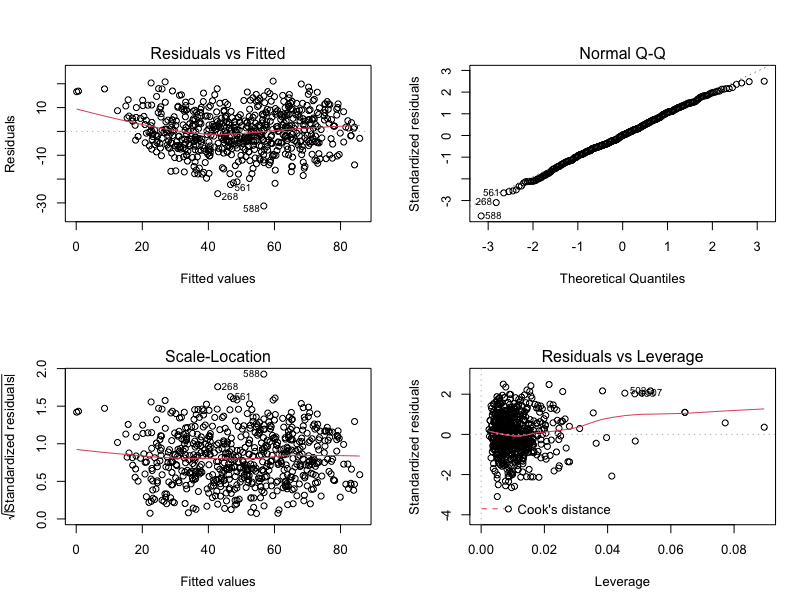 Residuals vs Fitted
Residuals
10
-10
-30
561
268
588
0 20 40 60 80
Fitted values
Normal Q-Q
Standardized residuals
3
2
1
0
-1
-3
561
268
588
-3 -2 -1 0 1 2 3
Theoretical Quantiles
Scale-Location
√|Standardized residuals|
2.0
1.5
1.0
0.5
0.0
588
268
561
0 20 40 60 80
Fitted values
Residuals vs Leverage
Standardized residuals
2
0
-2
-4
Cook's distance
0.00 0.02 0.04 0.06 0.08
Leverage